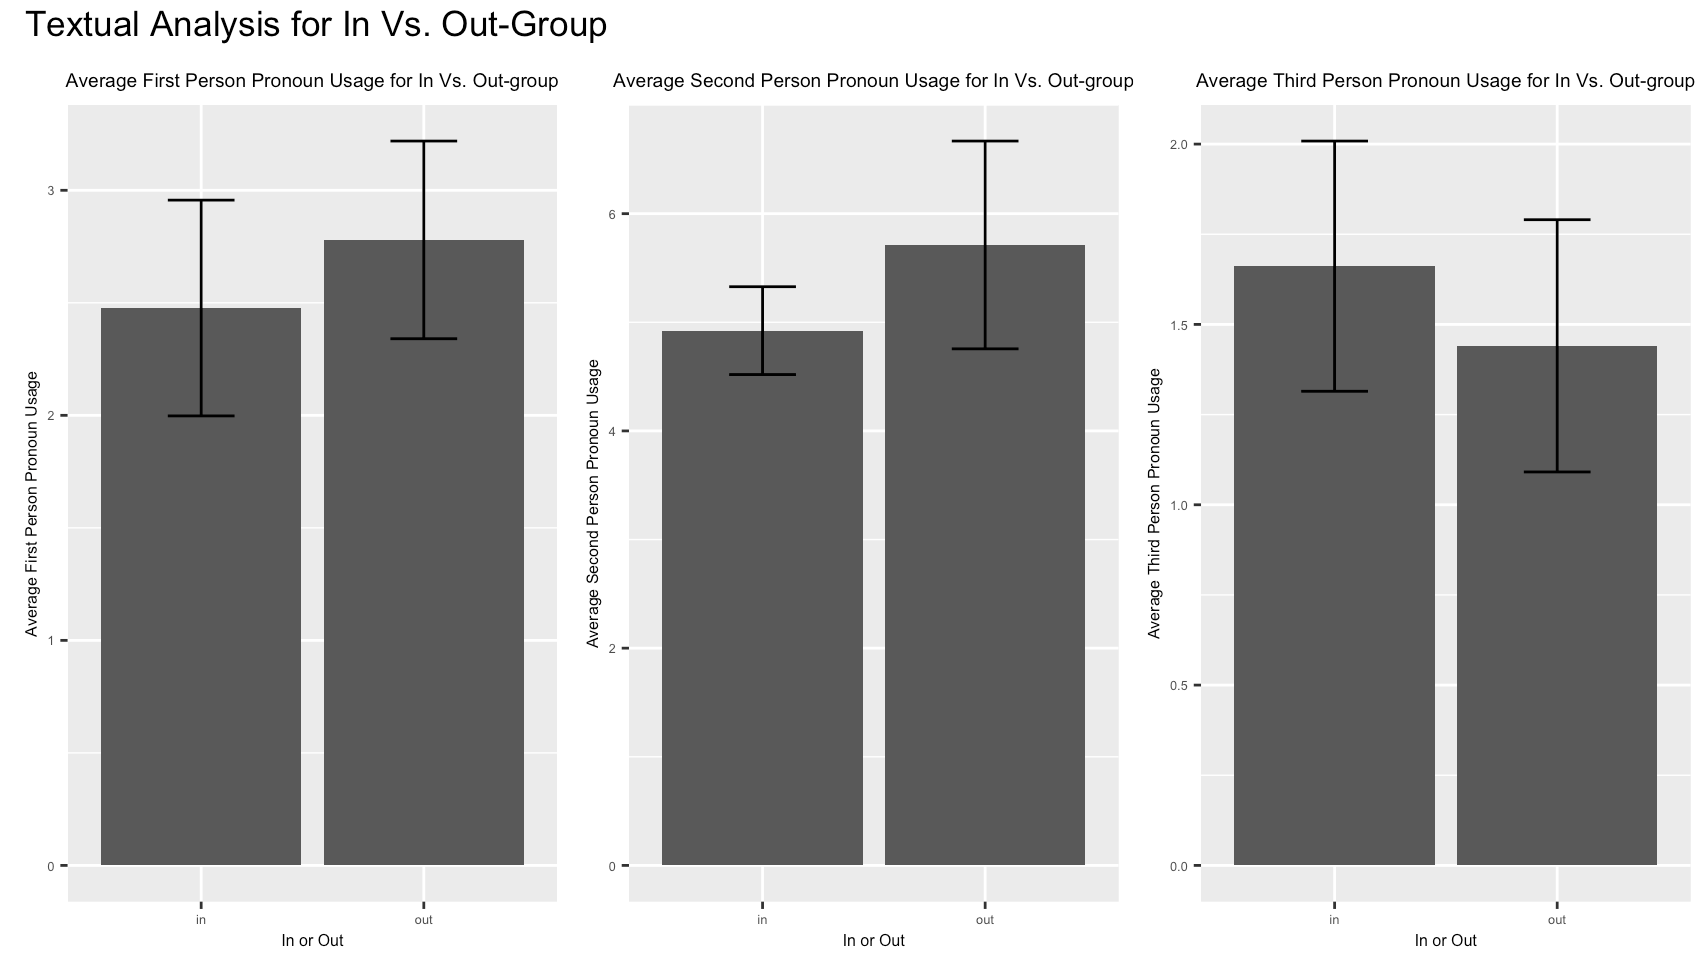 Textual Analysis for In Vs. Out-Group
Average First Person Pronoun Usage for In Vs. Out-group
Average First Person Pronoun Usage
3
2
1
0
in
out
In or Out
Average Second Person Pronoun Usage for In Vs. Out-group
Average Second Person Pronoun Usage
6
4
2
0
in
out
In or Out
Average Third Person Pronoun Usage for In Vs. Out-group
Average Third Person Pronoun Usage
2.0
1.5
1.0
0.5
0.0
in
out
In or Out